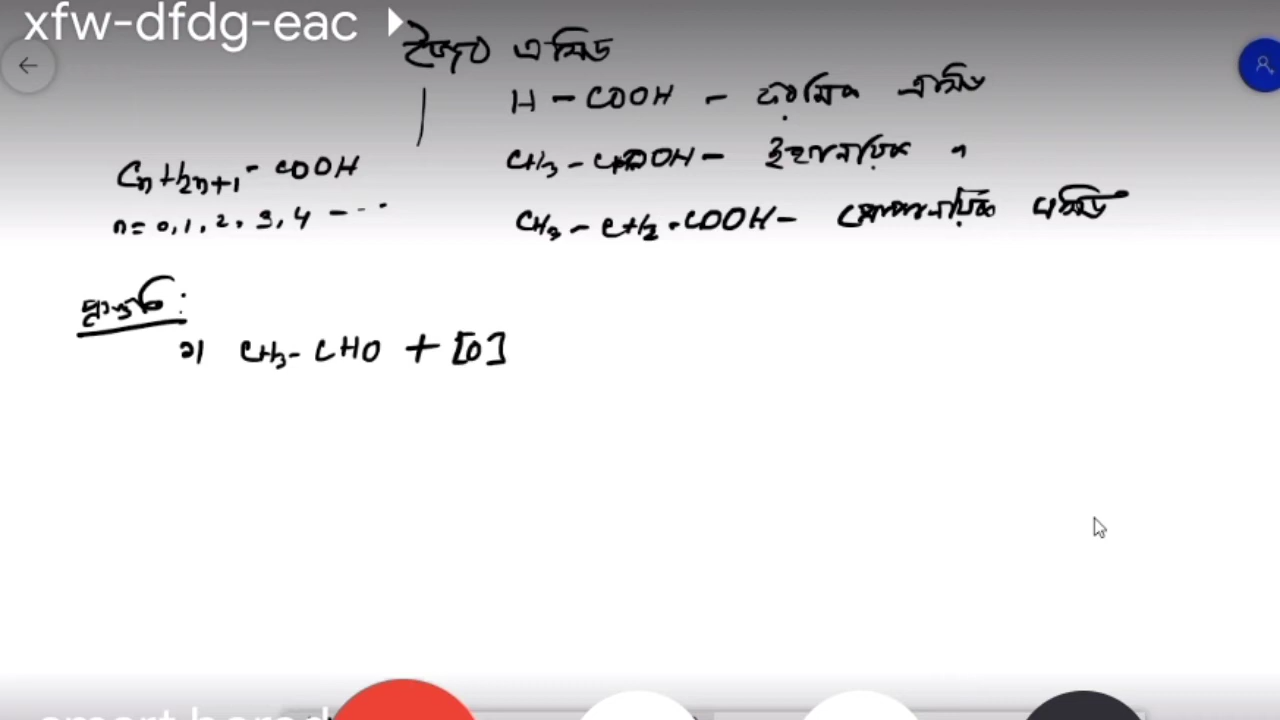 xfw-dfdg-eac
জৈব এসিড
H - COOH - ফরমিক এসিড
CH3 - COOH - ইথানয়িক
CnH2n+1 - COOH
n = 0, 1, 2, 3, 4 - - -
CH3 - CH2 - COOH - প্রোপানয়িক এসিড
প্রস্তুতি :
১। CH3 - CHO + [O]